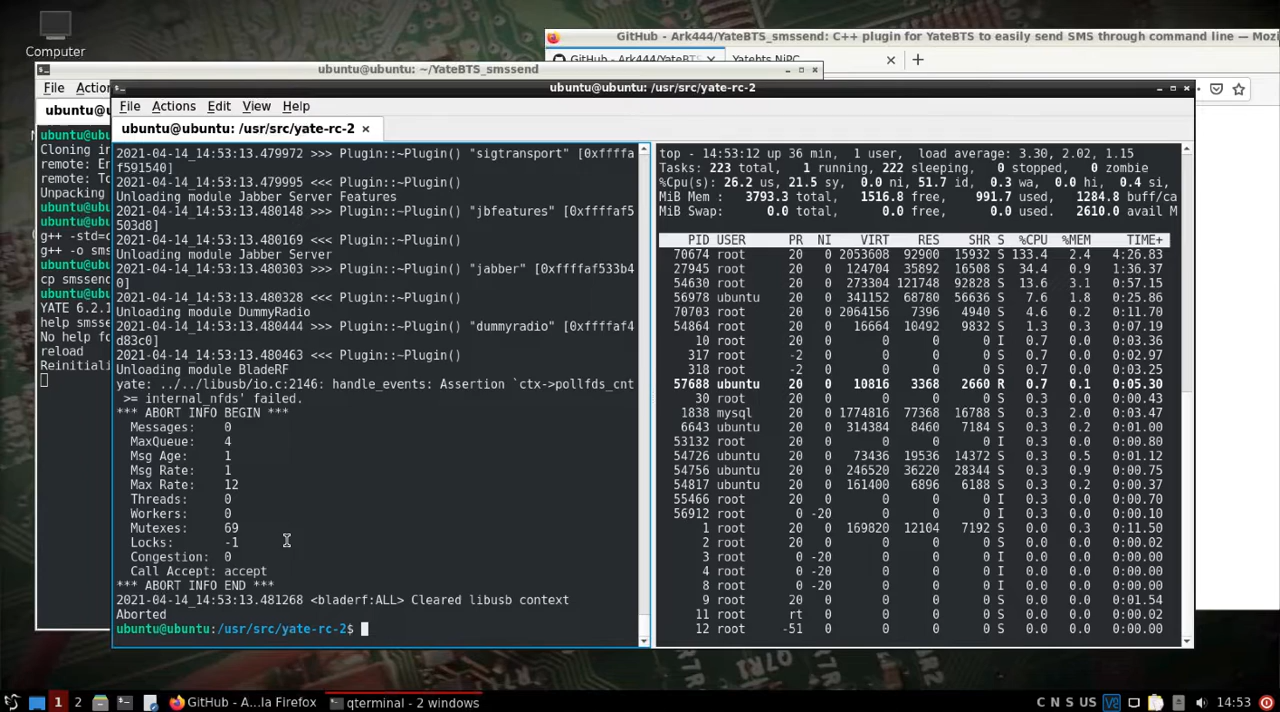 Computer
GitHub - Ark444/YateBTS_smssend: C++ plugin for YateBTS to easily send SMS through command line — Mozi
GitHub - Ark444/YateBTS
Yatebts NiPC
ubuntu@ubuntu: ~/YateBTS_smssend
File
ubuntu@ub
ubuntu@ubu
Cloning in
remote: En
remote: To
Unpacking
ubuntu@ubu
ubuntu@ubu
g++ -std=c
g++ -o sms
ubuntu@ubu
cp smssend
ubuntu@ubu
YATE 6.2.1
help smsse
No help fo
reload
Reinitiali
ubuntu@ubuntu: /usr/src/yate-rc-2
File Actions Edit View Help
ubuntu@ubuntu: /usr/src/yate-rc-2
2021-04-14_14:53:13.479972 >>> Plugin::~Plugin() "sigtransport" [0xffffa
f591540]
2021-04-14_14:53:13.479995 <<< Plugin::~Plugin()
Unloading module Jabber Server Features
2021-04-14_14:53:13.480148 >>> Plugin::~Plugin() "jbfeatures" [0xffffaf5
503d8]
2021-04-14_14:53:13.480169 <<< Plugin::~Plugin()
Unloading module Jabber Server
2021-04-14_14:53:13.480303 >>> Plugin::~Plugin() "jabber" [0xffffaf533b4
0]
2021-04-14_14:53:13.480328 <<< Plugin::~Plugin()
Unloading module DummyRadio
2021-04-14_14:53:13.480444 >>> Plugin::~Plugin() "dummyradio" [0xffffaf4
d83c0]
2021-04-14_14:53:13.480463 <<< Plugin::~Plugin()
Unloading module BladeRF
yate: ../../libusb/io.c:2146: handle_events: Assertion `ctx->pollfds_cnt
>= internal_nfds' failed.
*** ABORT INFO BEGIN ***
Messages: 0
MaxQueue: 4
Msg Age: 1
Msg Rate: 1
Max Rate: 12
Threads: 0
Workers: 0
Mutexes: 69
Locks: -1
Congestion: 0
Call Accept: accept
*** ABORT INFO END ***
2021-04-14_14:53:13.481268 <bladerf:ALL> Cleared libusb context
Aborted
ubuntu@ubuntu:/usr/src/yate-rc-2$
top - 14:53:12 up 36 min, 1 user, load average: 3.30, 2.02, 1.15
Tasks: 223 total, 1 running, 222 sleeping, 0 stopped, 0 zombie
%Cpu(s): 26.2 us, 21.5 sy, 0.0 ni, 51.7 id, 0.3 wa, 0.0 hi, 0.4 si,
MiB Mem : 3793.3 total, 1516.8 free, 991.7 used, 1284.8 buff/ca
MiB Swap: 0.0 total, 0.0 free, 0.0 used. 2610.0 avail M
PID USER PR NI VIRT RES SHR S %CPU %MEM TIME+
70674 root 20 0 2053608 92900 15932 S 133.4 2.4 4:26.83
27945 root 20 0 124704 35892 16508 S 34.4 0.9 1:36.37
54630 root 20 0 273304 121748 92828 S 13.6 3.1 0:57.15
56978 ubuntu 20 0 341152 68780 56636 S 7.6 1.8 0:25.86
70703 root 20 0 2064156 7396 4940 S 4.6 0.2 0:11.70
54864 root 20 0 16664 10492 9832 S 1.3 0.3 0:07.19
10 root 20 0 0 0 0 I 0.7 0.0 0:03.36
317 root -2 0 0 0 0 S 0.7 0.0 0:02.97
318 root -2 0 0 0 0 S 0.7 0.0 0:03.25
57688 ubuntu 20 0 10816 3368 2660 R 0.7 0.1 0:05.30
30 root 20 0 0 0 0 S 0.3 0.0 0:00.43
1838 mysql 20 0 1774816 77368 16788 S 0.3 2.0 0:03.47
6643 ubuntu 20 0 314384 8460 7184 S 0.3 0.2 0:01.00
53132 root 20 0 0 0 0 I 0.3 0.0 0:00.80
54726 ubuntu 20 0 73436 19536 14372 S 0.3 0.5 0:01.12
54756 root 20 0 246520 36220 28344 S 0.3 0.9 0:00.75
54817 ubuntu 20 0 161400 6896 6188 S 0.3 0.2 0:00.37
55466 root 20 0 0 0 0 I 0.3 0.0 0:00.70
56912 root 0 -20 0 0 0 I 0.3 0.0 0:00.10
1 root 20 0 169820 12104 7192 S 0.0 0.3 0:11.50
2 root 20 0 0 0 0 S 0.0 0.0 0:00.02
3 root 0 -20 0 0 0 I 0.0 0.0 0:00.00
4 root 0 -20 0 0 0 I 0.0 0.0 0:00.00
8 root 0 -20 0 0 0 I 0.0 0.0 0:00.00
9 root 20 0 0 0 0 S 0.0 0.0 0:01.54
11 root rt 0 0 0 0 S 0.0 0.0 0:00.02
12 root -51 0 0 0 0 S 0.0 0.0 0:00.00
1 2 GitHub - A...la Firefox qterminal - 2 windows C N S US 14:53